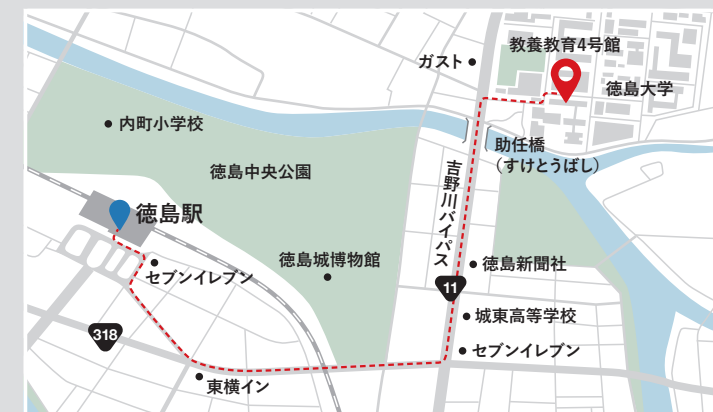 教養教育4号館
ガスト
徳島大学
内町小学校
助任橋
(すけとうばし)
徳島中央公園
吉野川バイパス
徳島駅
徳島城博物館
徳島新聞社
セブンイレブン
11
城東高等学校
318
セブンイレブン
東横イン